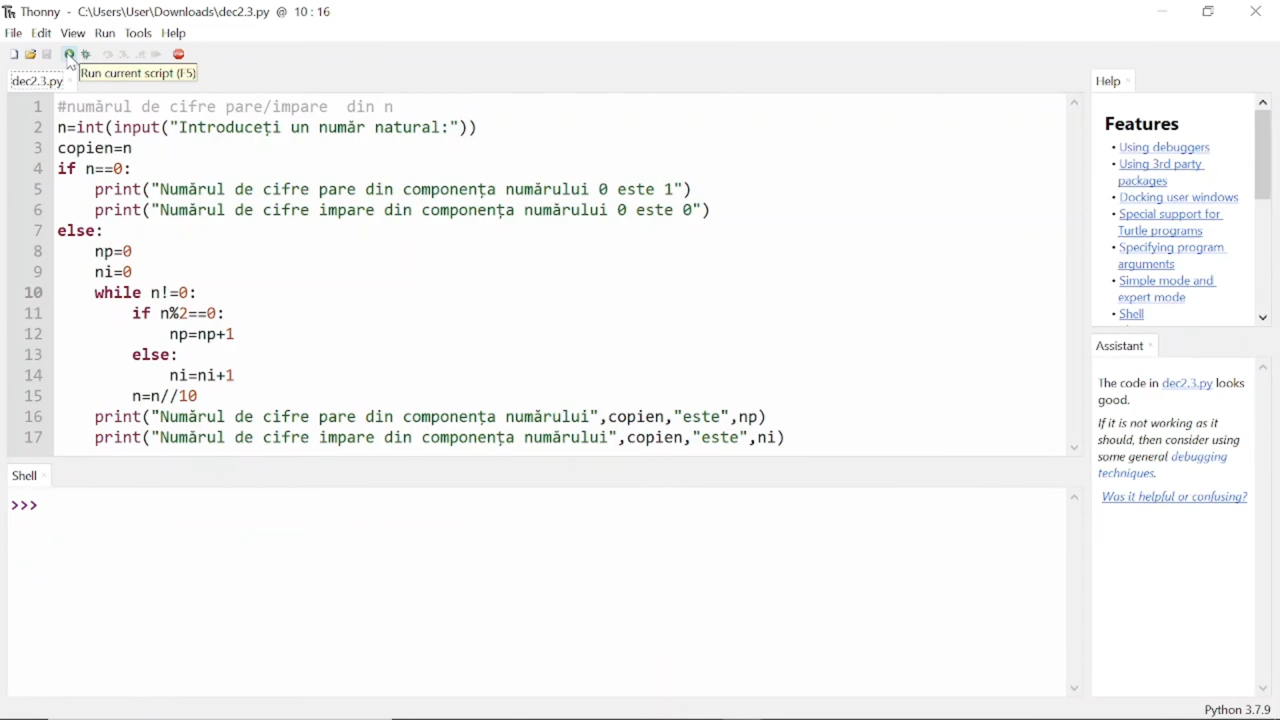 Thonny - C:\Users\User\Downloads\dec2.3.py @ 10 : 16
File Edit View Run Tools Help
Run current script (F5)
dec2.3.py
1 #numărul de cifre pare/impare  din n
2 n=int(input("Introduceți un număr natural:"))
3 copien=n
4 if n==0:
5     print("Numărul de cifre pare din componența numărului 0 este 1")
6     print("Numărul de cifre impare din componența numărului 0 este 0")
7 else:
8     np=0
9     ni=0
10     while n!=0:
11         if n%2==0:
12             np=np+1
13         else:
14             ni=ni+1
15         n=n//10
16     print("Numărul de cifre pare din componența numărului",copien,"este",np)
17     print("Numărul de cifre impare din componența numărului",copien,"este",ni)
Shell
>>>
Help
Features
• Using debuggers
• Using 3rd party
packages
• Docking user windows
• Special support for
Turtle programs
• Specifying program
arguments
• Simple mode and
expert mode
• Shell
Assistant
The code in dec2.3.py looks
good.
If it is not working as it
should, then consider using
some general debugging
techniques.
Was it helpful or confusing?
Python 3.7.9